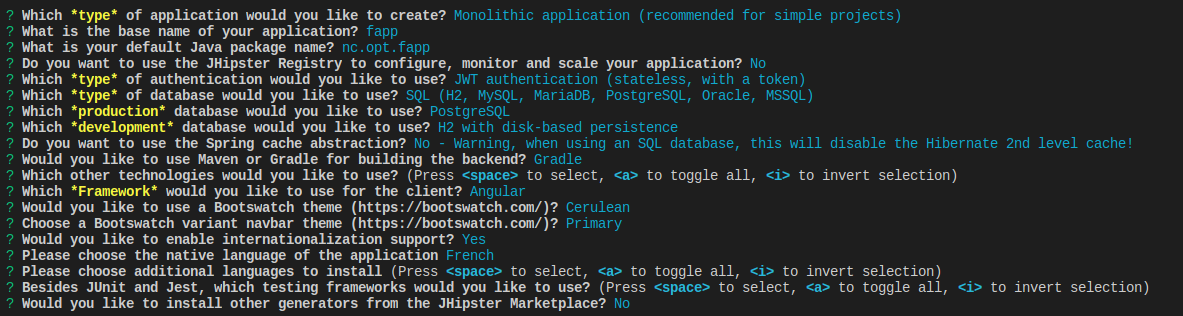 ? Which *type* of application would you like to create? Monolithic application (recommended for simple projects)
? What is the base name of your application? fapp
? What is your default Java package name? nc.opt.fapp
? Do you want to use the JHipster Registry to configure, monitor and scale your application? No
? Which *type* of authentication would you like to use? JWT authentication (stateless, with a token)
? Which *type* of database would you like to use? SQL (H2, MySQL, MariaDB, PostgreSQL, Oracle, MSSQL)
? Which *production* database would you like to use? PostgreSQL
? Which *development* database would you like to use? H2 with disk-based persistence
? Do you want to use the Spring cache abstraction? No - Warning, when using an SQL database, this will disable the Hibernate 2nd level cache!
? Would you like to use Maven or Gradle for building the backend? Gradle
? Which other technologies would you like to use? (Press <space> to select, <a> to toggle all, <i> to invert selection)
? Which *Framework* would you like to use for the client? Angular
? Would you like to use a Bootswatch theme (https://bootswatch.com/)? Cerulean
? Choose a Bootswatch variant navbar theme (https://bootswatch.com/)? Primary
? Would you like to enable internationalization support? Yes
? Please choose the native language of the application French
? Please choose additional languages to install (Press <space> to select, <a> to toggle all, <i> to invert selection)
? Besides JUnit and Jest, which testing frameworks would you like to use? (Press <space> to select, <a> to toggle all, <i> to invert selection)
? Would you like to install other generators from the JHipster Marketplace? No